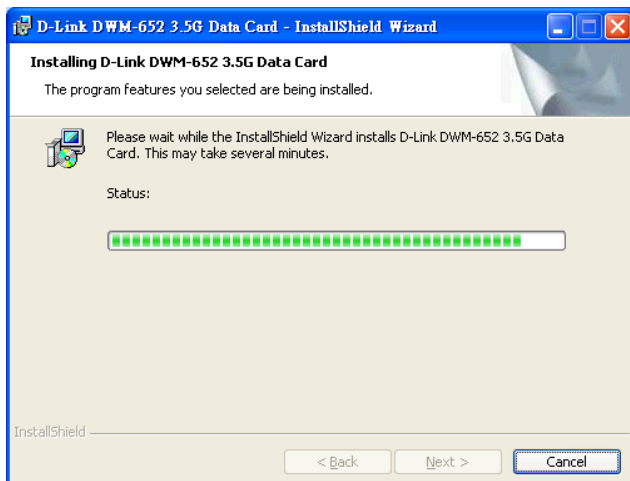 D-Link DWM-652 3.5G Data Card - InstallShield Wizard
Installing D-Link DWM-652 3.5G Data Card
The program features you selected are being installed.
Please wait while the InstallShield Wizard installs D-Link DWM-652 3.5G Data
Card. This may take several minutes.
Status:
InstallShield
< Back
Next >
Cancel